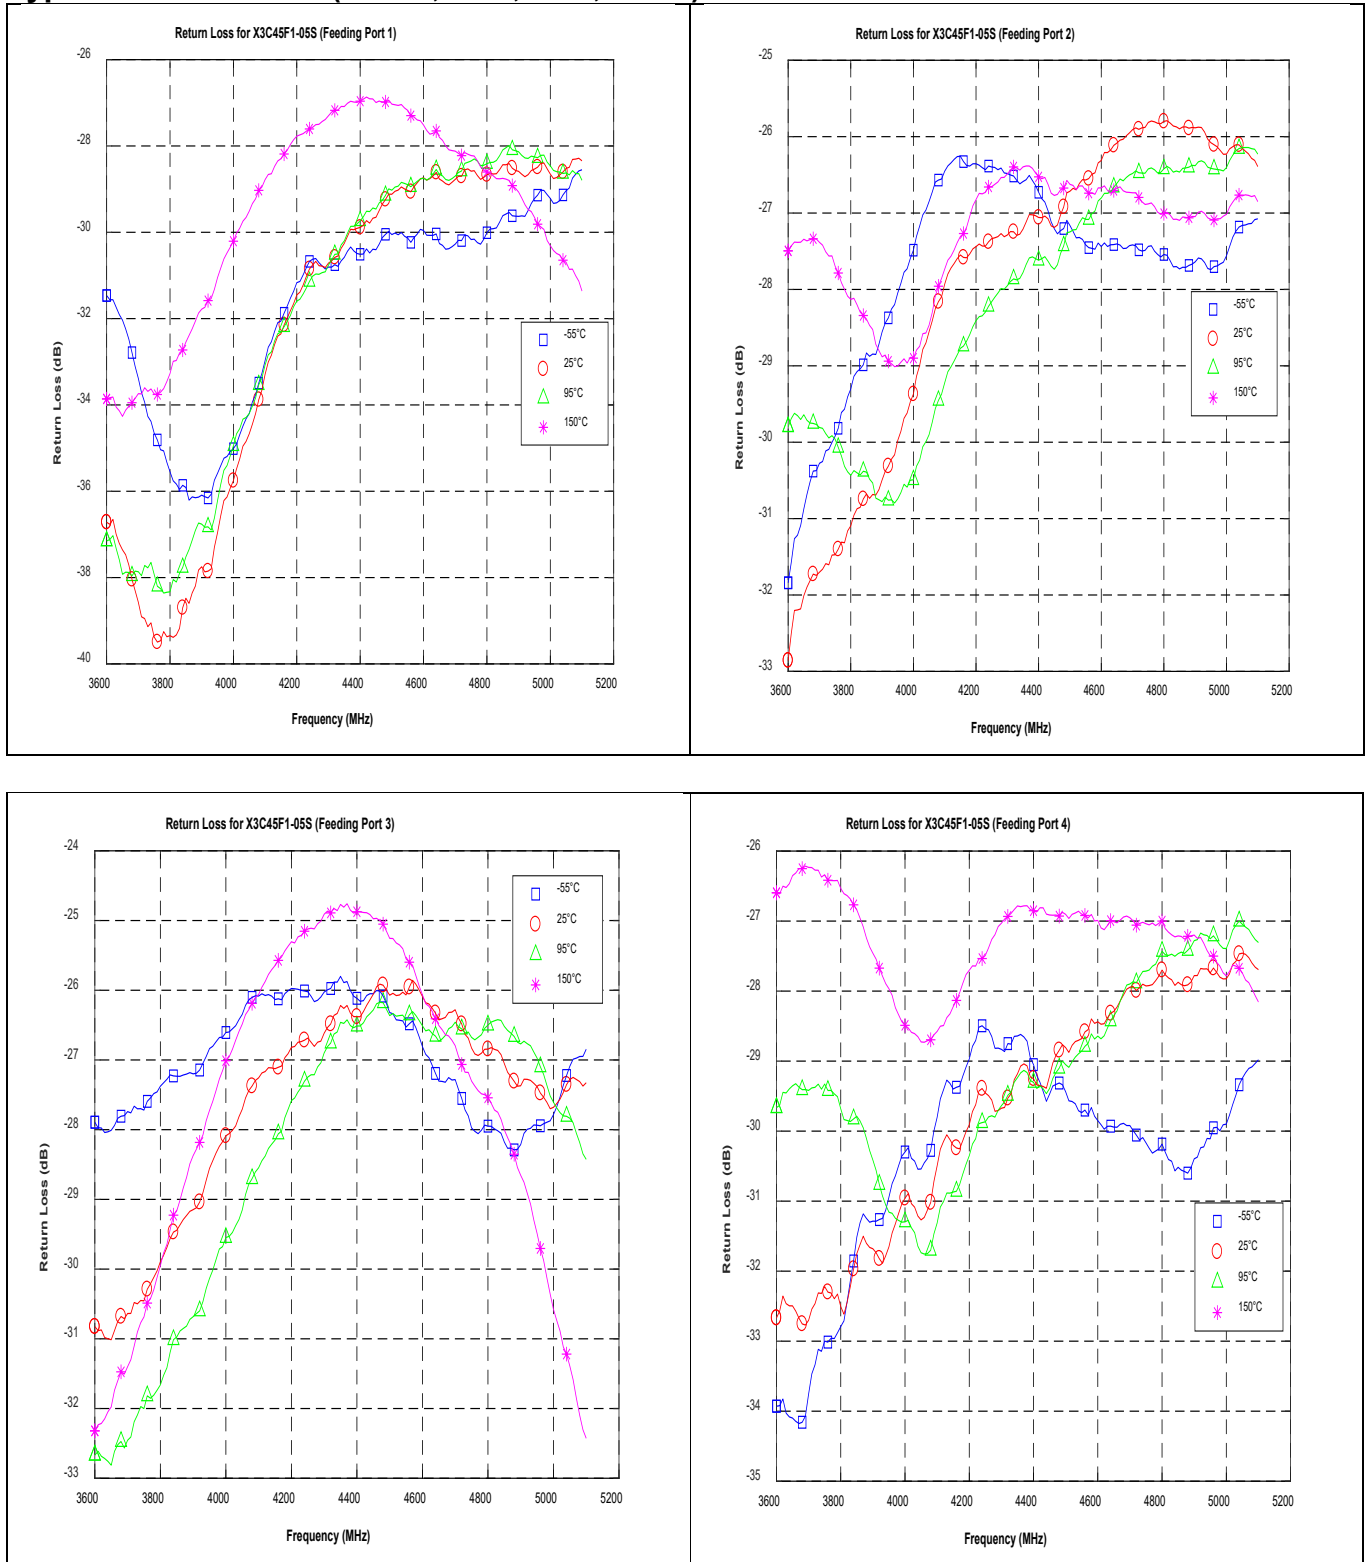 Return Loss for X3C45F1-05S (Feeding Port 1)
-26
-28
-30
-32
-34
-36
-38
-40
Return Loss (dB)
-55°C
25°C
95°C
150°C
3600 3800 4000 4200 4400 4600 4800 5000 5200
Frequency (MHz)
Return Loss for X3C45F1-05S (Feeding Port 2)
-25
-26
-27
-28
-29
-30
-31
-32
-33
Return Loss (dB)
-55°C
25°C
95°C
150°C
3600 3800 4000 4200 4400 4600 4800 5000 5200
Frequency (MHz)
Return Loss for X3C45F1-05S (Feeding Port 3)
-24
-25
-26
-27
-28
-29
-30
-31
-32
-33
Return Loss (dB)
-55°C
25°C
95°C
150°C
3600 3800 4000 4200 4400 4600 4800 5000 5200
Frequency (MHz)
Return Loss for X3C45F1-05S (Feeding Port 4)
-26
-27
-28
-29
-30
-31
-32
-33
-34
-35
Return Loss (dB)
-55°C
25°C
95°C
150°C
3600 3800 4000 4200 4400 4600 4800 5000 5200
Frequency (MHz)